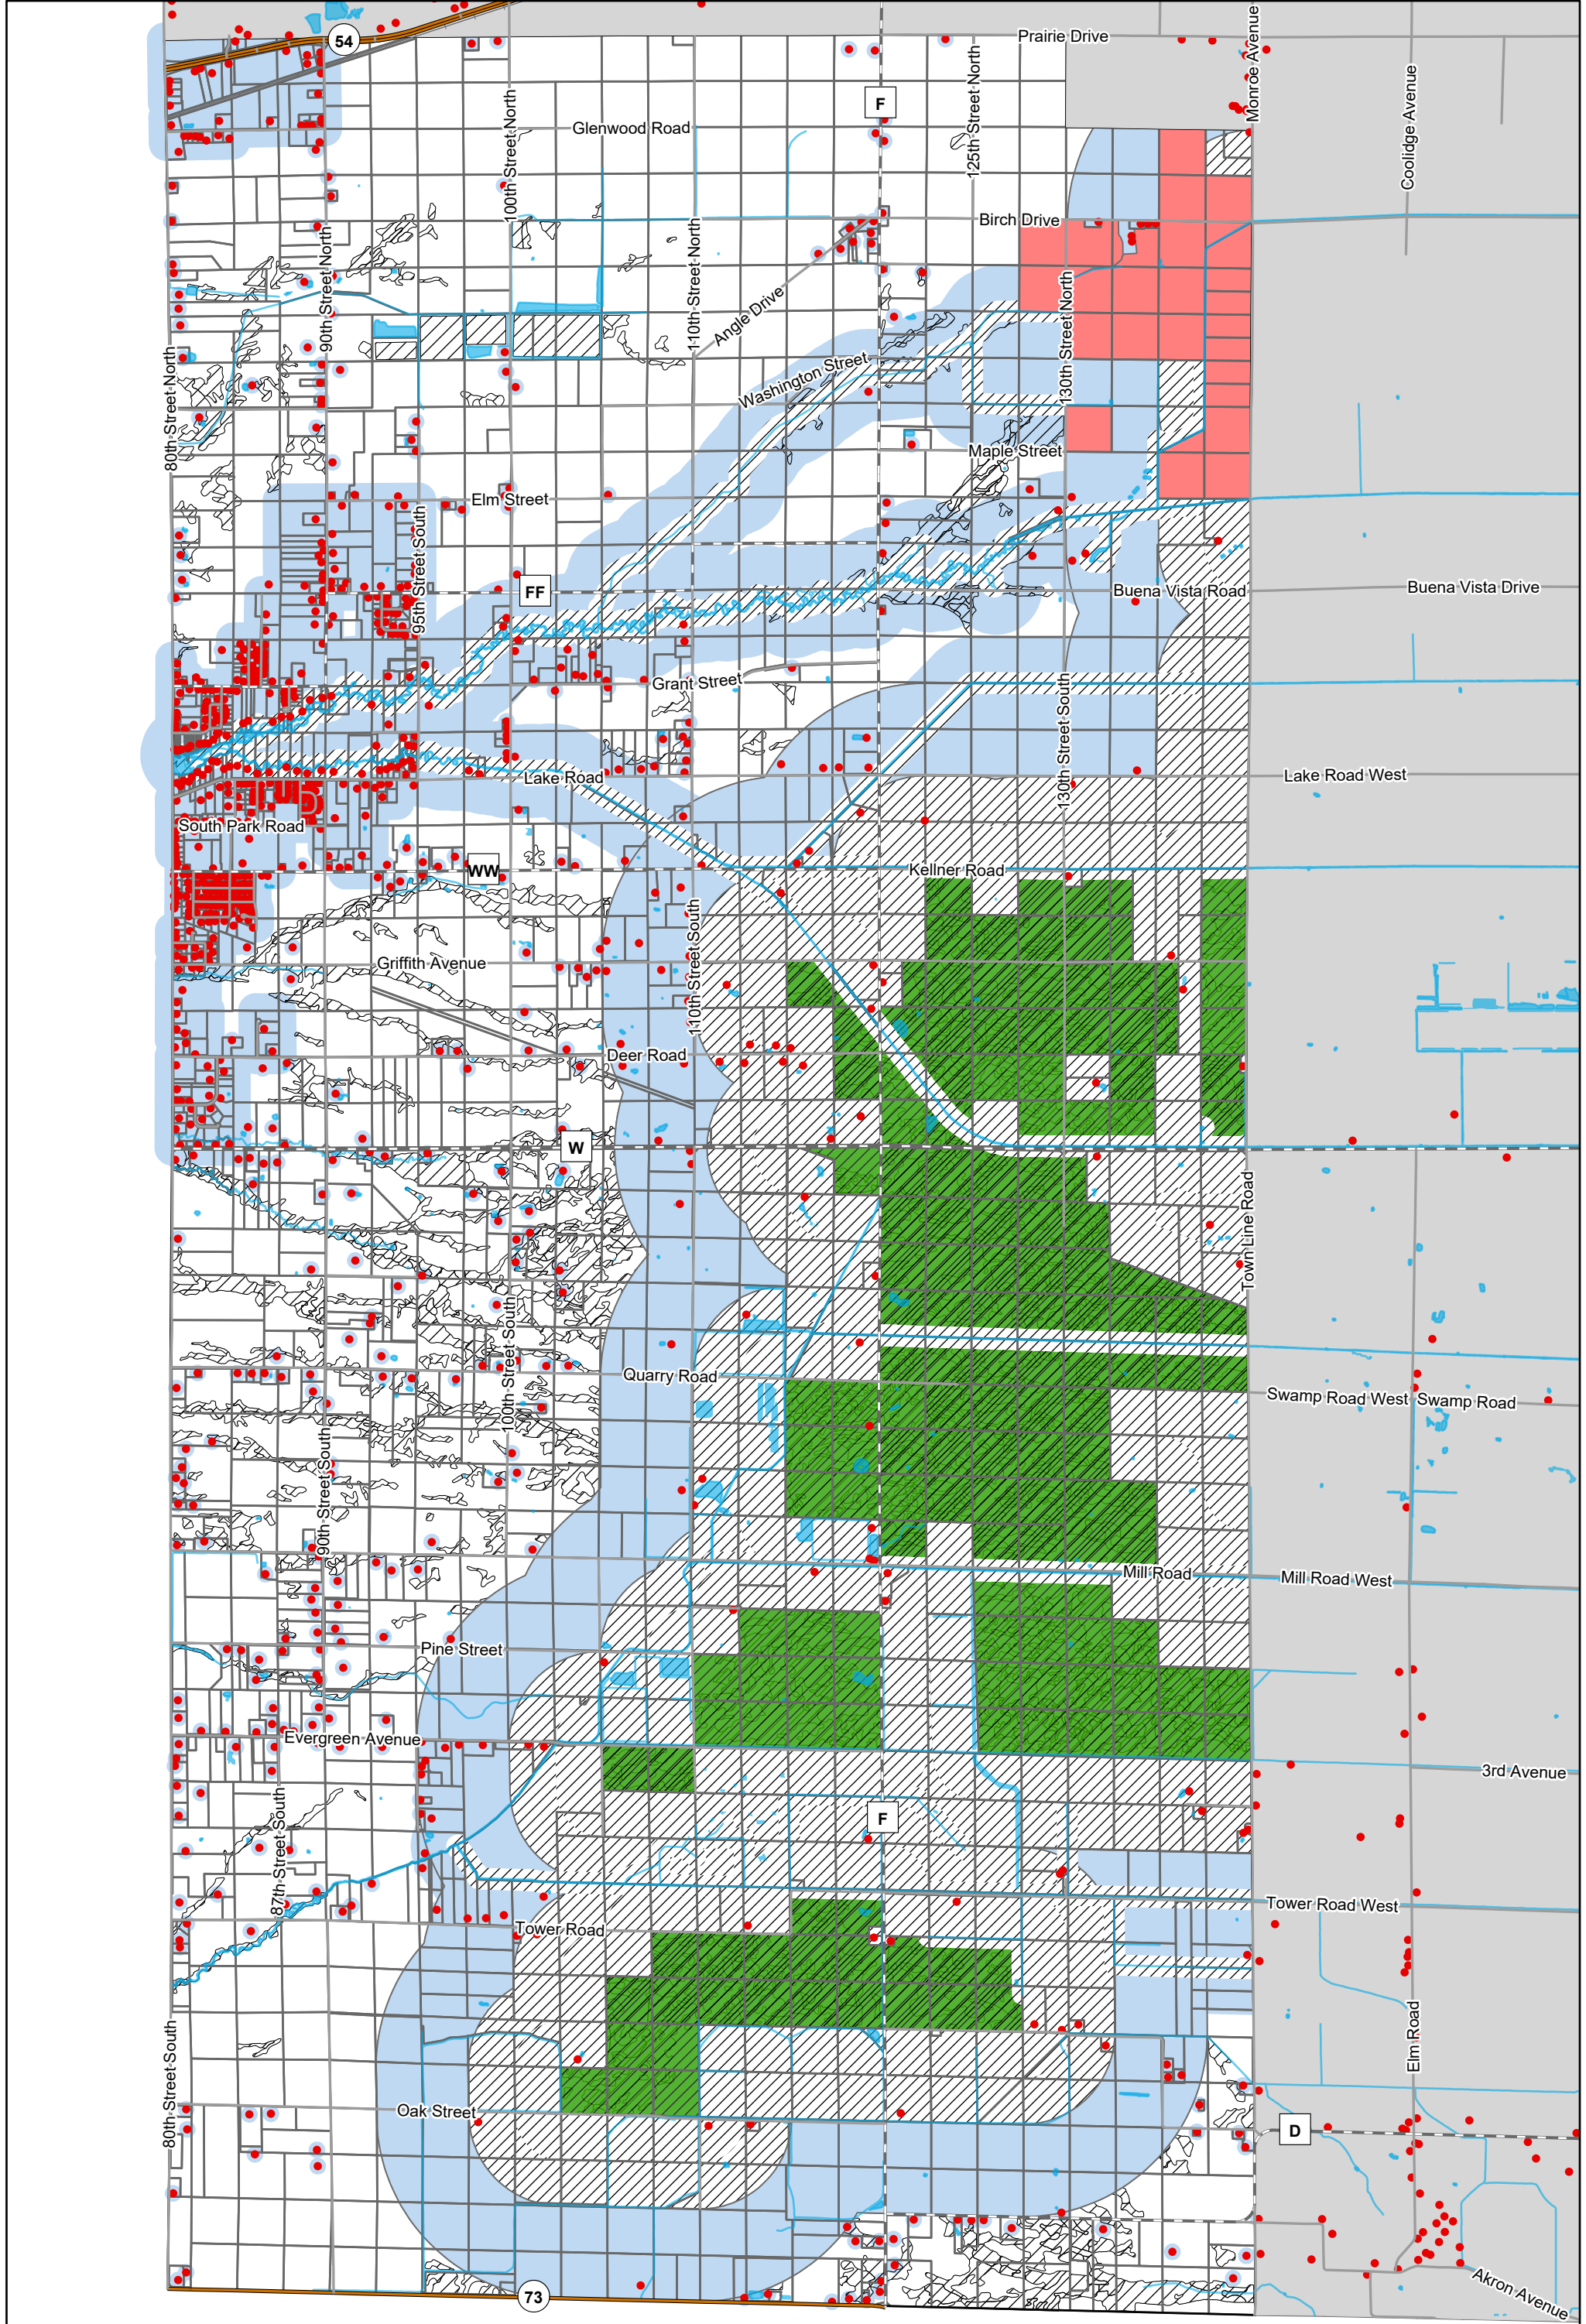 Prairie Drive
54
Monroe Avenue
Coolidge Avenue
F
125th Street North
100th Street North
Glenwood Road
Birch Drive
90th Street North
110th Street North
Angle Drive
130th Street North
80th Street North
Washington Street
Maple Street
Elm Street
95th Street South
FF
Buena Vista Road
Buena Vista Drive
Grant Street
130th Street South
Lake Road
Lake Road West
South Park Road
WW
Kellner Road
110th Street South
Griffith Avenue
Deer Road
W
Town Line Road
100th Street South
Quarry Road
Swamp Road West
Swamp Road
90th Street South
Mill Road
Mill Road West
Pine Street
Evergreen Avenue
3rd Avenue
87th Street South
F
Tower Road West
Tower Road
Elm Road
80th Street South
Oak Street
D
Akron Avenue
73